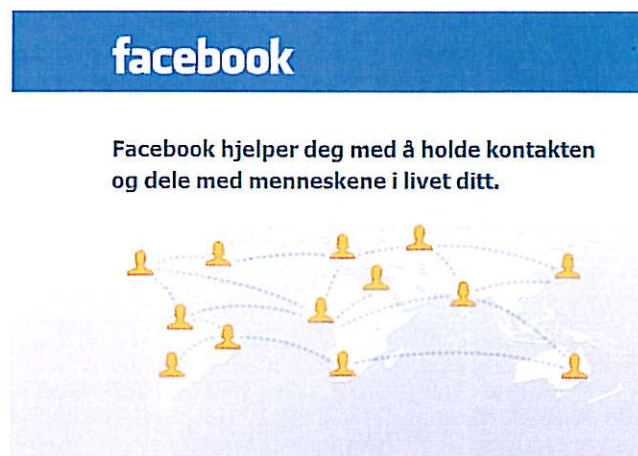 facebook
Facebook hjelper deg med å holde kontakten
og dele med menneskene i livet ditt.